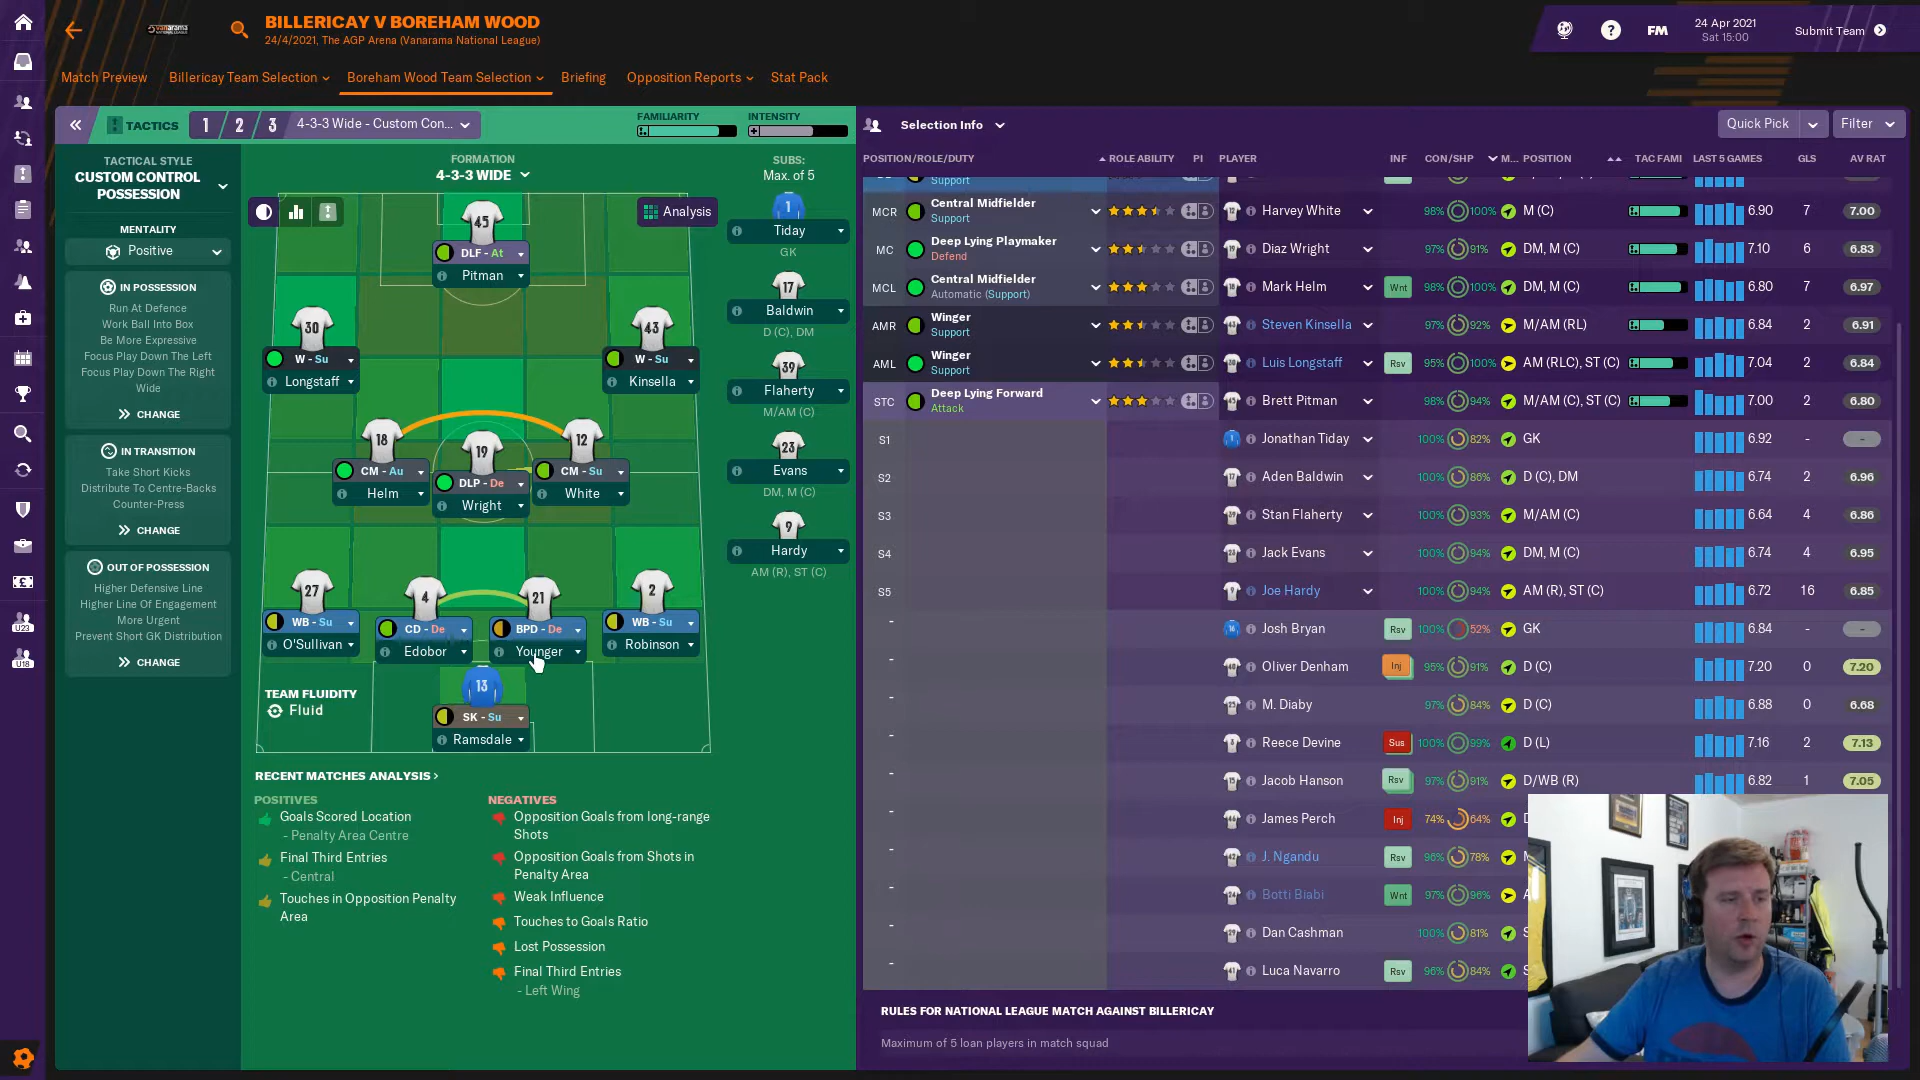 BILLERICAY V BOREHAM WOOD
24/4/2021, The AGP Arena (Vanarama National League)
vanarama
FM
24 Apr 2021
Sat 15:00
Submit Team
Match Preview
Billericay Team Selection
Boreham Wood Team Selection
Briefing
Opposition Reports
Stat Pack
TACTICS
1 2 3
4-3-3 Wide - Custom Con...
FAMILIARITY
INTENSITY
TACTICAL STYLE
CUSTOM CONTROL
POSSESSION
MENTALITY
Positive
IN POSSESSION
Run At Defence
Work Ball Into Box
Be More Expressive
Focus Play Down The Left
Focus Play Down The Right
Wide
CHANGE
IN TRANSITION
Take Short Kicks
Distribute To Centre-Backs
Counter-Press
CHANGE
OUT OF POSSESSION
Higher Defensive Line
Higher Line Of Engagement
More Urgent
Prevent Short GK Distribution
CHANGE
U23
U18
FORMATION
4-3-3 WIDE
Analysis
45
DLF - At
Pitman
30
W - Su
Longstaff
43
W - Su
Kinsella
18
CM - Au
Helm
19
DLP - De
Wright
12
CM - Su
White
27
WB - Su
O'Sullivan
4
CD - De
Edobor
21
BPD - De
Younger
2
WB - Su
Robinson
13
SK - Su
Ramsdale
TEAM FLUIDITY
Fluid
SUBS:
Max. of 5
1
Tiday
GK
17
Baldwin
D (C), DM
39
Flaherty
M/AM (C)
23
Evans
DM, M (C)
9
Hardy
AM (R), ST (C)
RECENT MATCHES ANALYSIS >
POSITIVES
Goals Scored Location
- Penalty Area Centre
Final Third Entries
- Central
Touches in Opposition Penalty
Area
NEGATIVES
Opposition Goals from long-range
Shots
Opposition Goals from Shots in
Penalty Area
Weak Influence
Touches to Goals Ratio
Lost Possession
Final Third Entries
- Left Wing
Selection Info
Quick Pick
Filter
POSITION/ROLE/DUTY ROLE ABILITY PI PLAYER INF CON/SHP M... POSITION TAC FAMI LAST 5 GAMES GLS AV RAT
Support
MCR Central Midfielder Support Harvey White 98% 100% M (C) 6.90 7 7.00
MC Deep Lying Playmaker Defend Diaz Wright 97% 91% DM, M (C) 7.10 6 6.83
MCL Central Midfielder Automatic (Support) Mark Helm Wnt 98% 100% DM, M (C) 6.80 7 6.97
AMR Winger Support Steven Kinsella 97% 92% M/AM (RL) 6.84 2 6.91
AML Winger Support Luis Longstaff Rsv 95% 100% AM (RLC), ST (C) 7.04 2 6.84
STC Deep Lying Forward Attack Brett Pitman 98% 94% M/AM (C), ST (C) 7.00 2 6.80
S1 Jonathan Tiday 100% 82% GK 6.92 - -
S2 Aden Baldwin 100% 86% D (C), DM 6.74 2 6.96
S3 Stan Flaherty 100% 93% M/AM (C) 6.64 4 6.86
S4 Jack Evans 100% 94% DM, M (C) 6.74 4 6.95
S5 Joe Hardy 100% 94% AM (R), ST (C) 6.72 16 6.85
- Josh Bryan Rsv 100% 52% GK 6.84 - -
- Oliver Denham Inj 95% 91% D (C) 7.20 0 7.20
- M. Diaby 97% 84% D (C) 6.88 0 6.68
- Reece Devine Sus 100% 99% D (L) 7.16 2 7.13
- Jacob Hanson Rsv 97% 91% D/WB (R) 6.82 1 7.05
- James Perch Inj 74% 64%
- J. Ngandu Rsv 96% 78%
- Botti Biabi Wnt 97% 96%
- Dan Cashman 100% 81%
- Luca Navarro Rsv 96% 84%
RULES FOR NATIONAL LEAGUE MATCH AGAINST BILLERICAY
Maximum of 5 loan players in match squad